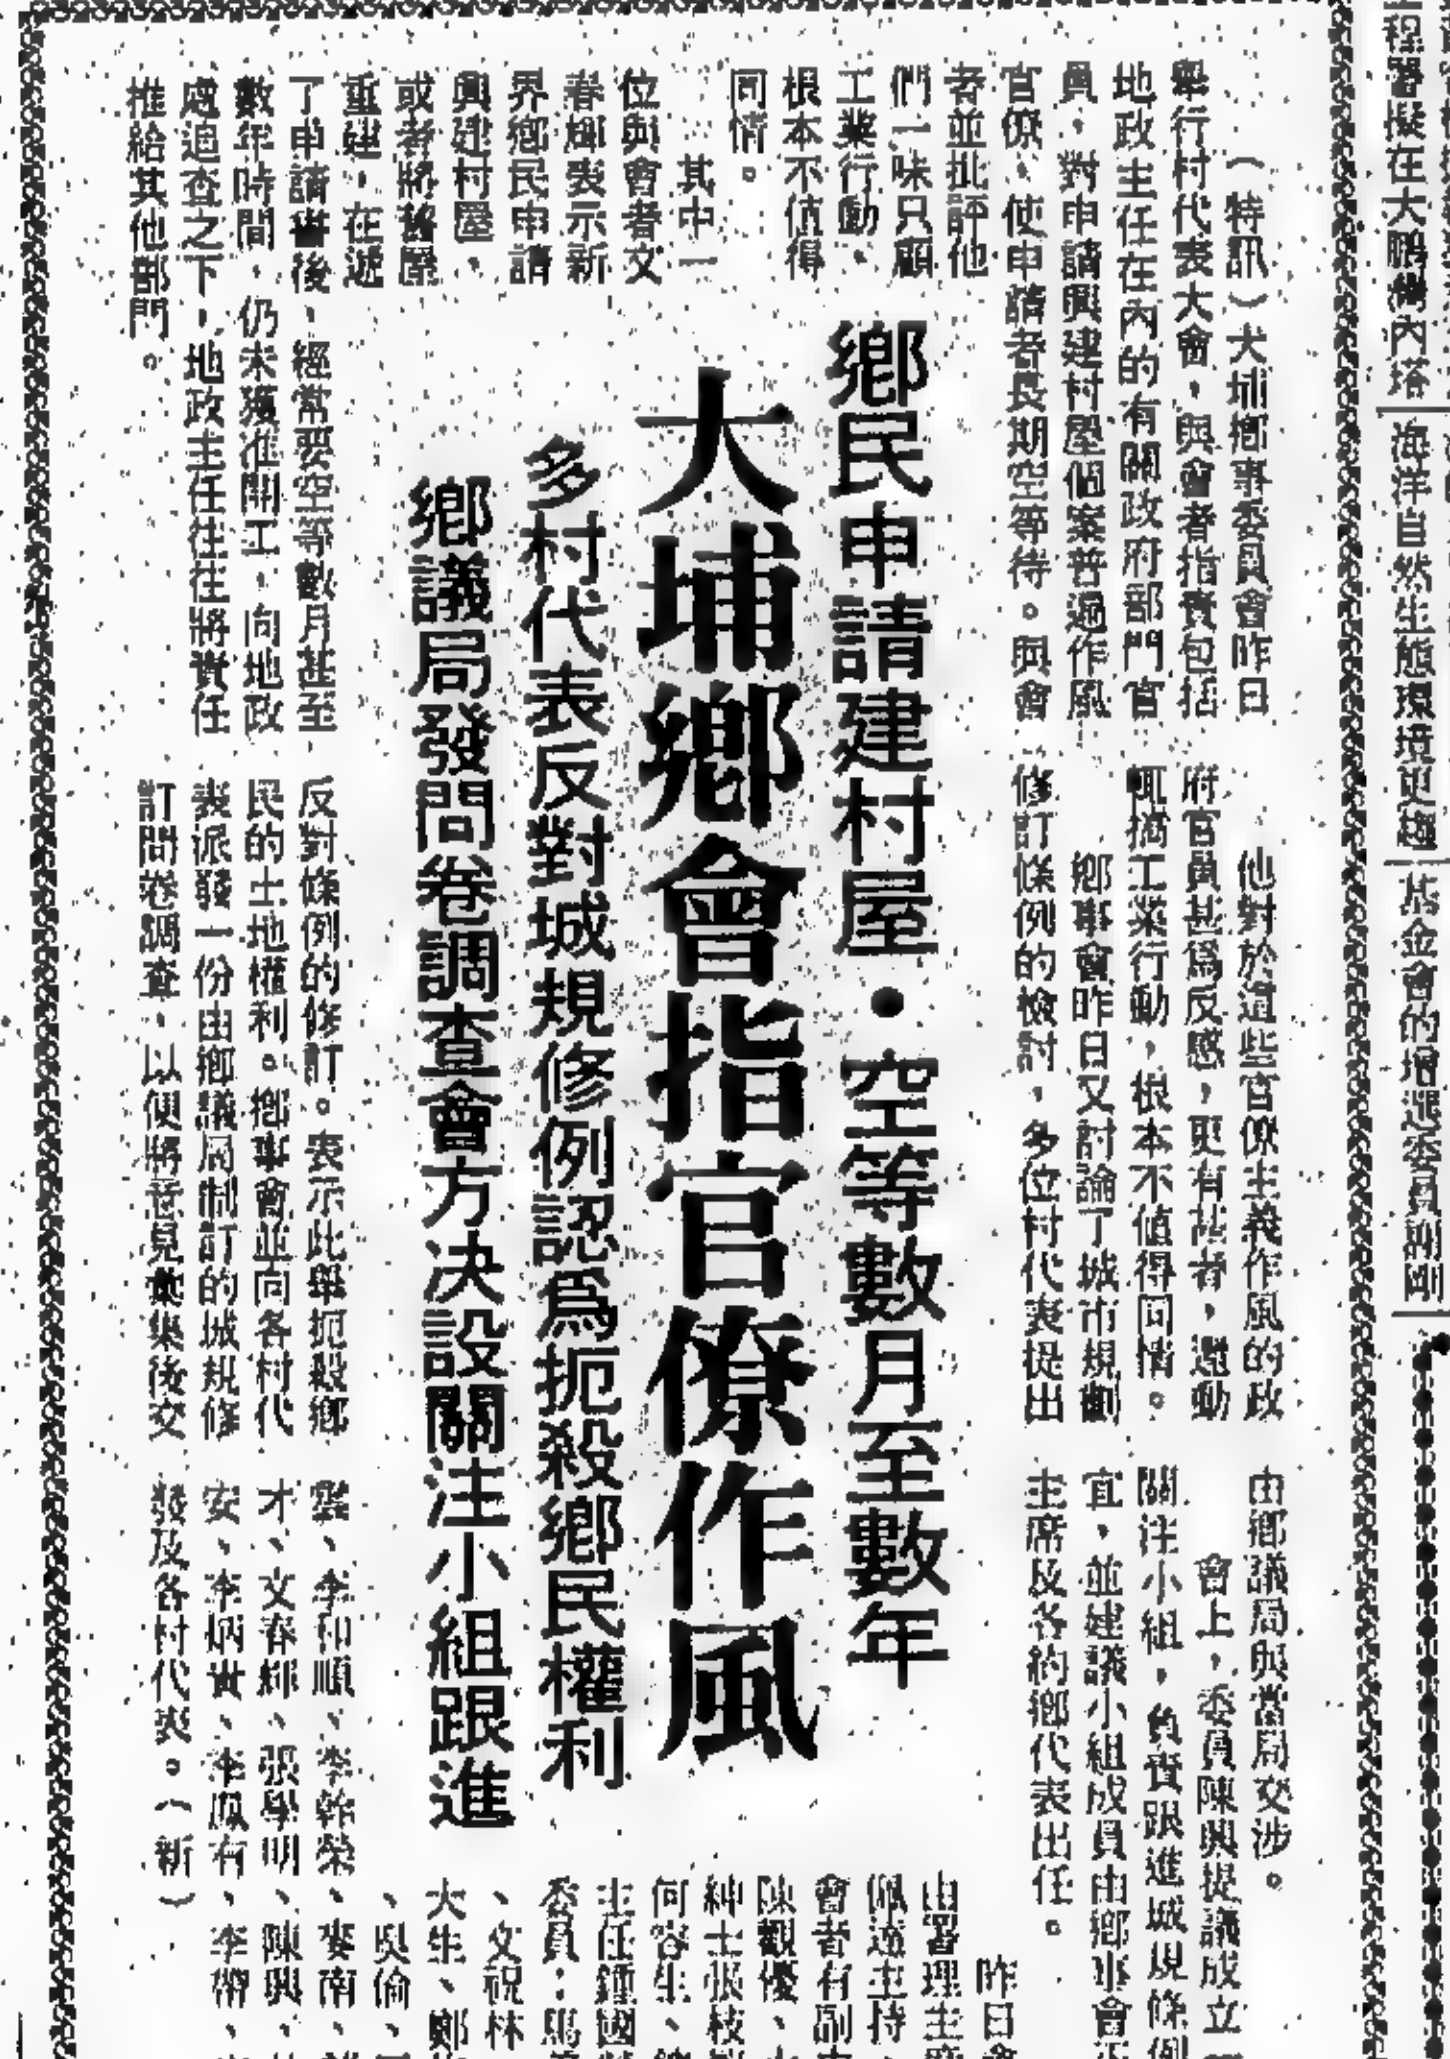 鄉民申請建村屋・空等數月至數年
大埔鄉會指官僚作風
多村代表反對城規修例認爲扼殺鄉民權利
鄉議局發問卷調查會方決設關注小組跟進
（特訊）大埔鄉事委員會昨日
舉行村代表大會，與會者指責包括
地政主任在內的有關政府部門官
員，對申請興建村屋個案普遍作風
官僚、使申請者長期空等待。與會
者並批評他
們一味只顧
工業行動，
根本不值得
同情。
其中一
位與會者文
春輝表示新
界鄉民申請
興建村屋，
或者將舊屋
重建，在遞
了申請書後，經常要空等數月甚至
數年時間，仍未獲准開工，向地政
處追查之下，地政主任往往將責任
推給其他部門。
他對於這些官僚主義作風的政
府官員甚爲反感，更有甚者，還動
輒搞工業行動，根本不值得同情。
鄉事會昨日又討論了城市規劃
修訂條例的檢討，多位村代表提出
反對條例的修訂。表示此舉扼殺鄉
民的土地權利。鄉事會並向各村代
表派發一份由鄉議局制訂的城規修
訂問卷調查，以便將意見彙集後交
由鄉議局與當局交涉。
會上，委員陳興提議成立一
關注小組，負責跟進城規條例
宜，並建議小組成員由鄉事會正
主席及各約鄉代表出任。
昨日會
由署理主席
佩 主持，
會者有副主
陳觀優、
紳士張枝
何容生、
主任鍾國
委員：馬
、文祝林
大生、鄭
、吳倫、
、李和順、李幹榮、麥南、
才、文春輝、張學明、陳興、
安、李炳貴、李鳳有、李 、
發及各村代表。（新）
程署擬在大鵬灣內塔
海洋自然生態環境更趨
基金會的增選委員謝剛